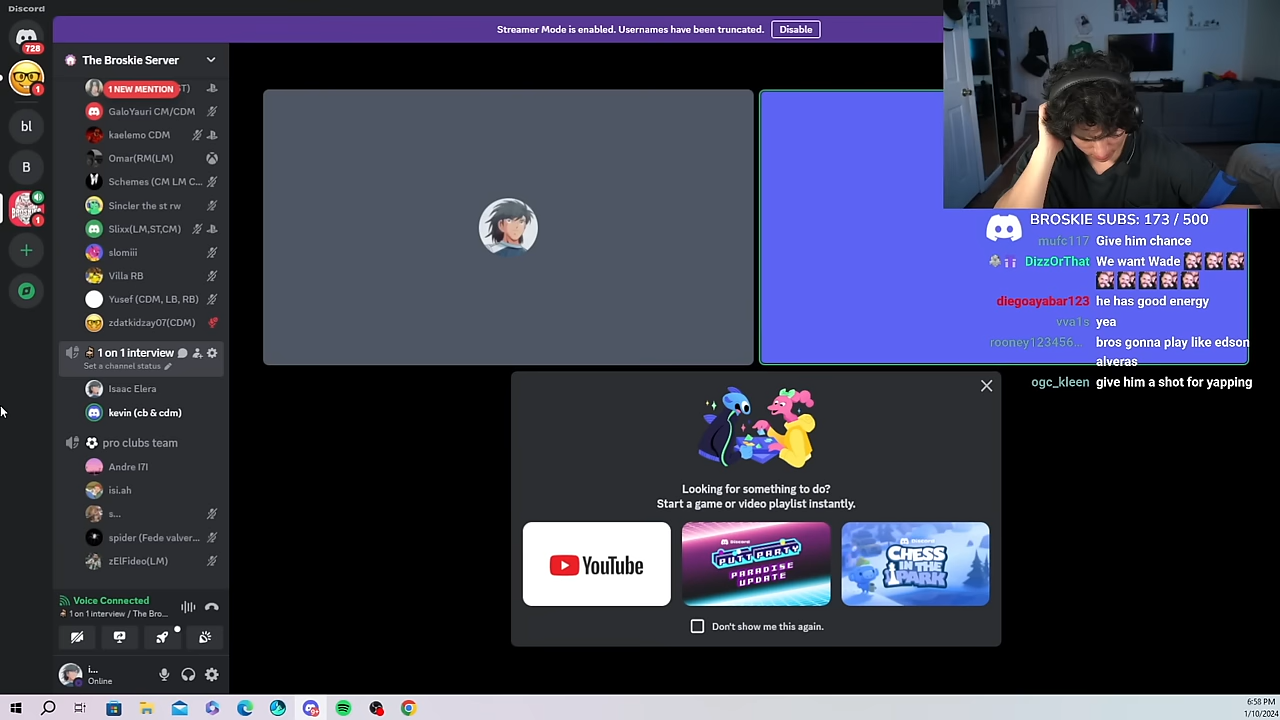 Discord
Streamer Mode is enabled. Usernames have been truncated.
Disable
728
The Broskie Server
1
1 NEW MENTION
GaloYauri CM/CDM
kaelemo CDM
Omar(RM(LM)
Schemes (CM LM C...
Sincler the st rw
Slixx(LM,ST,CM)
slomiii
Villa RB
Yusef (CDM, LB, RB)
zdatkidzay07(CDM)
bl
B
1
1 on 1 interview
Set a channel status
Isaac Elera
kevin (cb & cdm)
pro clubs team
Andre I7I
isi.ah
s...
spider (Fede valver...
zElFideo(LM)
Voice Connected
1 on 1 interview / The Bro...
i...
Online
BROSKIE SUBS: 173 / 500
mufc117 Give him chance
DizzOrThat We want Wade
diegoayabar123 he has good energy
vva1s yea
rooney123456... bros gonna play like edson
alveras
ogc_kleen give him a shot for yapping
Looking for something to do?
Start a game or video playlist instantly.
YouTube
Discord
PUTT PARTY
PARADISE
UPDATE
Discord
CHESS
IN THE
PARK
Don't show me this again.
6:58 PM
1/10/2024